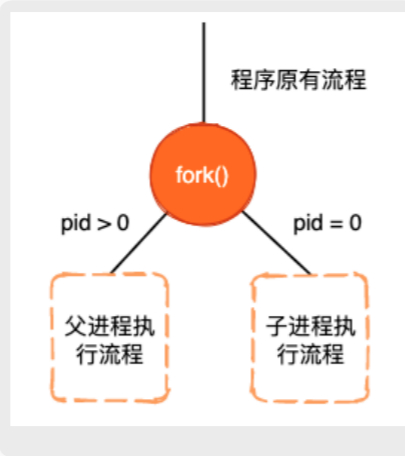 程序原有流程
fork()
pid > 0
pid = 0
父进程执
行流程
子进程执
行流程